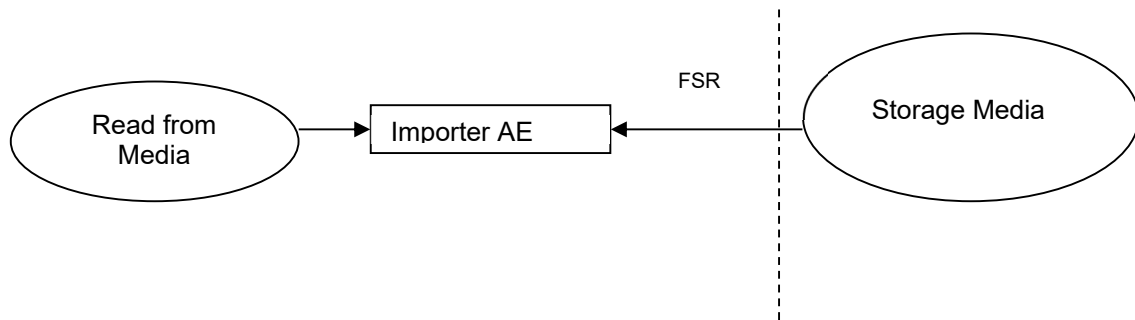 Read from
Media
Importer AE
FSR
Storage Media